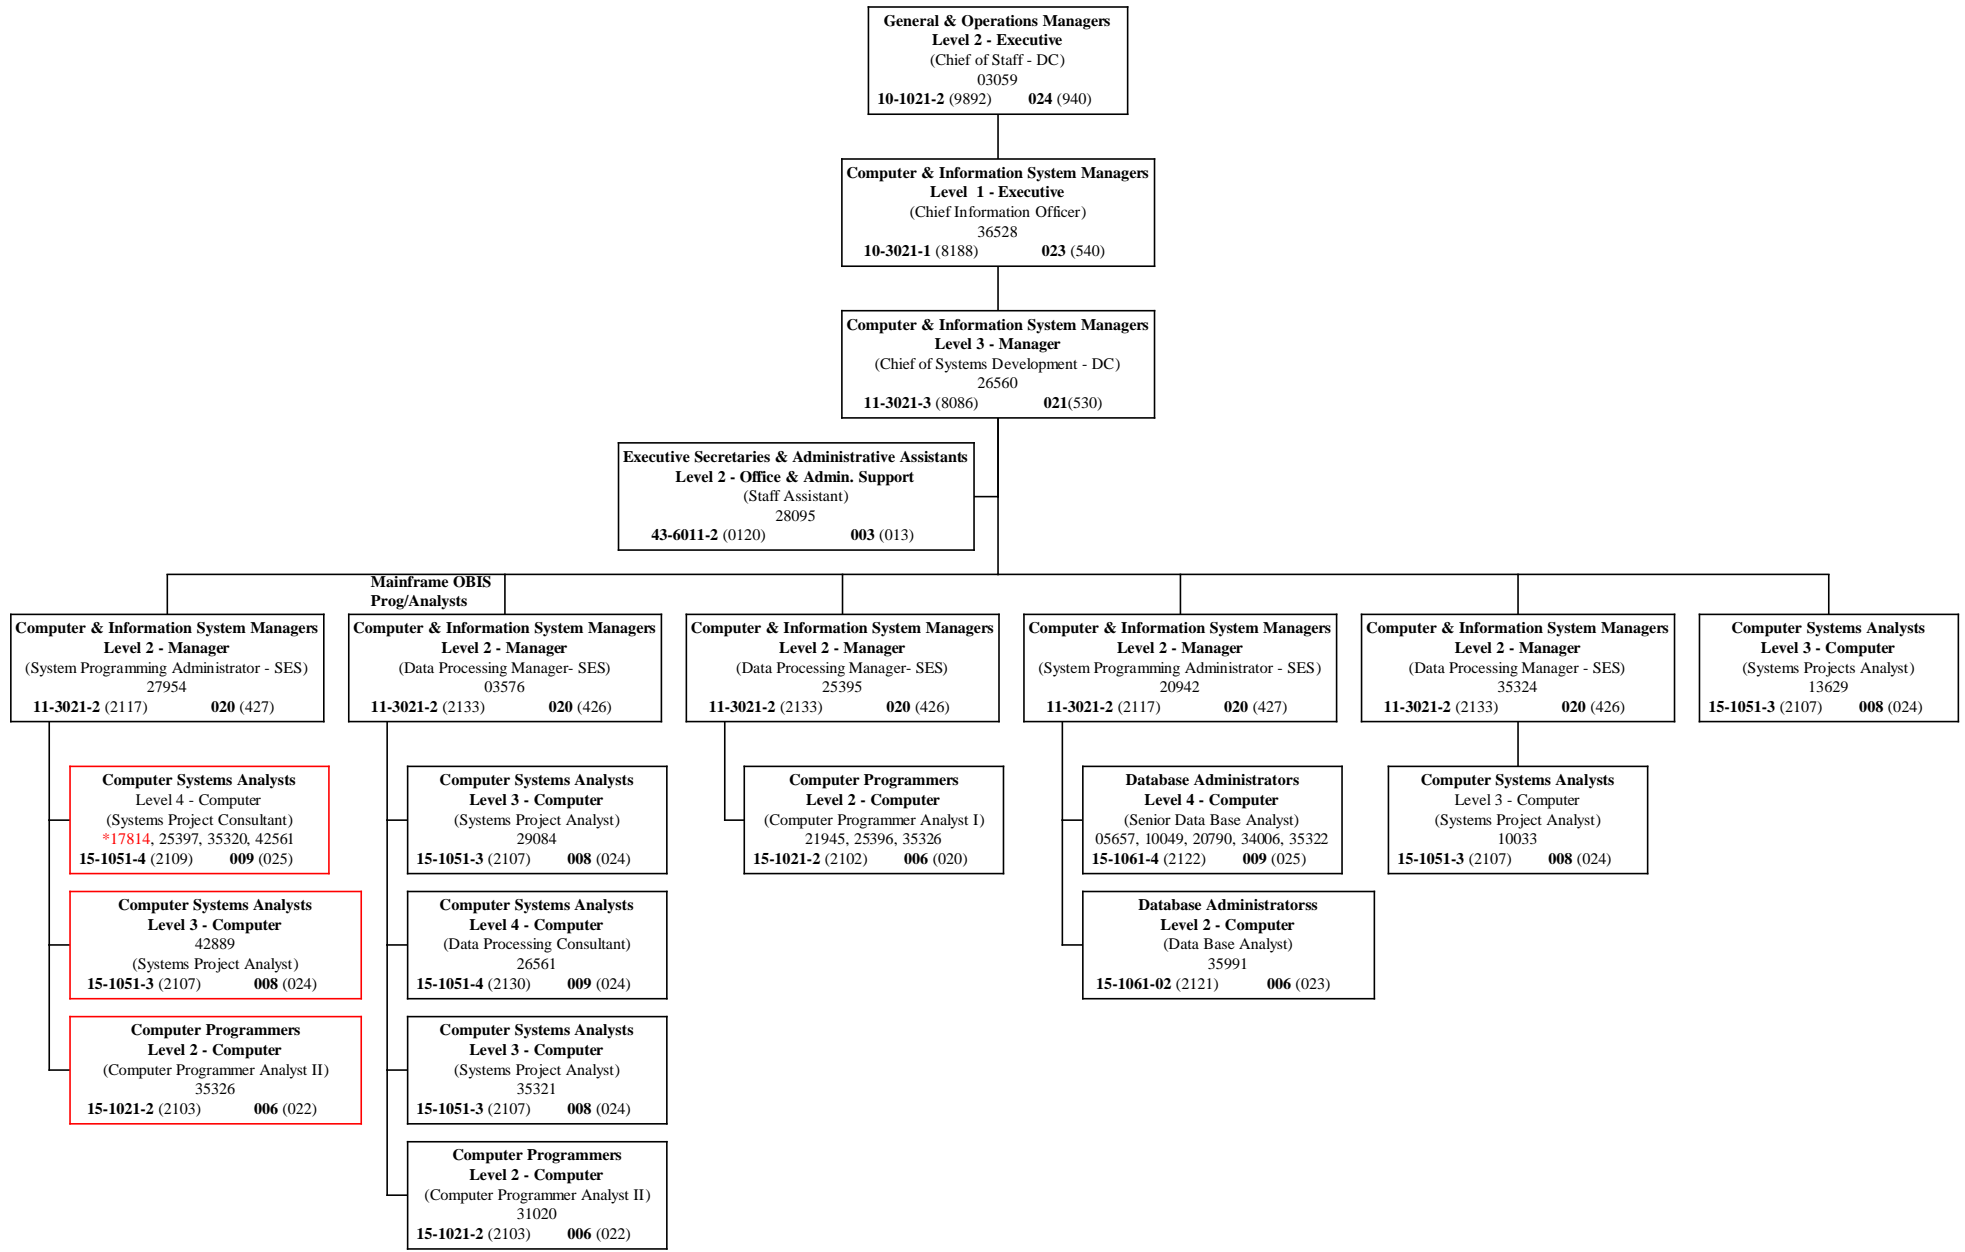 General & Operations Managers
Level 2 - Executive
(Chief of Staff - DC)
03059
10-1021-2 (9892) 024 (940)
Computer & Information System Managers
Level 1 - Executive
(Chief Information Officer)
36528
10-3021-1 (8188) 023 (540)
Computer & Information System Managers
Level 3 - Manager
(Chief of Systems Development - DC)
26560
11-3021-3 (8086) 021(530)
Executive Secretaries & Administrative Assistants
Level 2 - Office & Admin. Support
(Staff Assistant)
28095
43-6011-2 (0120) 003 (013)
Mainframe OBIS
Prog/Analysts
Computer & Information System Managers
Level 2 - Manager
(System Programming Administrator - SES)
27954
11-3021-2 (2117) 020 (427)
Computer Systems Analysts
Level 4 - Computer
(Systems Project Consultant)
*17814, 25397, 35320, 42561
15-1051-4 (2109) 009 (025)
Computer Systems Analysts
Level 3 - Computer
42889
(Systems Project Analyst)
15-1051-3 (2107) 008 (024)
Computer Programmers
Level 2 - Computer
(Computer Programmer Analyst II)
35326
15-1021-2 (2103) 006 (022)
Computer & Information System Managers
Level 2 - Manager
(Data Processing Manager- SES)
03576
11-3021-2 (2133) 020 (426)
Computer Systems Analysts
Level 3 - Computer
(Systems Project Analyst)
29084
15-1051-3 (2107) 008 (024)
Computer Systems Analysts
Level 4 - Computer
(Data Processing Consultant)
26561
15-1051-4 (2130) 009 (024)
Computer Systems Analysts
Level 3 - Computer
(Systems Project Analyst)
35321
15-1051-3 (2107) 008 (024)
Computer Programmers
Level 2 - Computer
(Computer Programmer Analyst II)
31020
15-1021-2 (2103) 006 (022)
Computer & Information System Managers
Level 2 - Manager
(Data Processing Manager- SES)
25395
11-3021-2 (2133) 020 (426)
Computer Programmers
Level 2 - Computer
(Computer Programmer Analyst I)
21945, 25396, 35326
15-1021-2 (2102) 006 (020)
Computer & Information System Managers
Level 2 - Manager
(System Programming Administrator - SES)
20942
11-3021-2 (2117) 020 (427)
Database Administrators
Level 4 - Computer
(Senior Data Base Analyst)
05657, 10049, 20790, 34006, 35322
15-1061-4 (2122) 009 (025)
Database Administratorss
Level 2 - Computer
(Data Base Analyst)
35991
15-1061-02 (2121) 006 (023)
Computer & Information System Managers
Level 2 - Manager
(Data Processing Manager - SES)
35324
11-3021-2 (2133) 020 (426)
Computer Systems Analysts
Level 3 - Computer
(Systems Project Analyst)
10033
15-1051-3 (2107) 008 (024)
Computer Systems Analysts
Level 3 - Computer
(Systems Projects Analyst)
13629
15-1051-3 (2107) 008 (024)